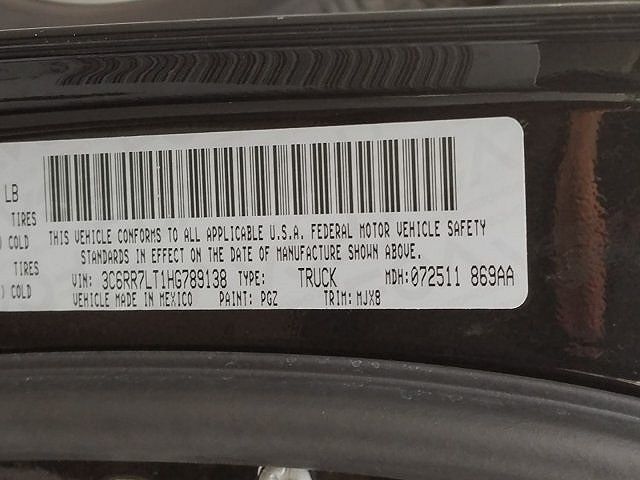 LB
TIRES
COLD
TIRES
COLD
THIS VEHICLE CONFORMS TO ALL APPLICABLE U.S.A. FEDERAL MOTOR VEHICLE SAFETY
STANDARDS IN EFFECT ON THE DATE OF MANUFACTURE SHOWN ABOVE.
VIN: 3C6RR7LT1HG789138 TYPE: TRUCK MDH: 072511 869AA
VEHICLE MADE IN MEXICO PAINT: PGZ TRIM: MJX8